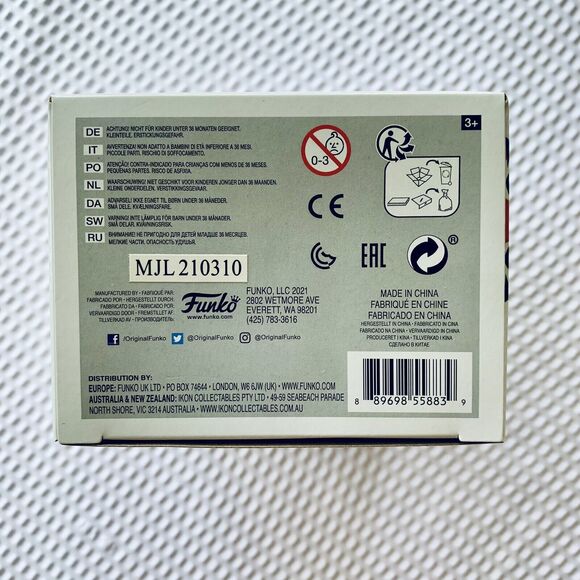 DE ACHTUNG! NICHT FÜR KINDER UNTER 36 MONATEN GEEIGNET.
KLEINTEILE, ERSTICKUNGSGEFAHR.
IT AVVERTENZA! NON ADATTO A BAMBINI DI ETÀ INFERIORE A 36 MESI.
PICCOLE PARTI. RISCHIO DI SOFFOCAMENTO.
PO ATENÇÃO! CONTRA-INDICADO PARA CRIANÇAS COM MENOS DE 36 MESES.
PEQUENAS PARTES. RISCO DE ASFIXIA.
NL WAARSCHUWING! NIET GESCHIKT VOOR KINDEREN JONGER DAN 36 MAANDEN.
KLEINE ONDERDELEN, VERSTIKKINGSGEVAAR.
DA ADVARSEL! IKKE EGNET TIL BØRN UNDER 36 MÅNEDER.
SMÅ DELE. KVÆLNINGSFARE.
SW VARNING! INTE LÄMPLIG FÖR BARN UNDER 36 MÅNADER.
SMÅ DELAR. KVÄVNINGSRISK.
RU ВНИМАНИЕ! НЕ ПРИГОДНО ДЛЯ ДЕТЕЙ МЛАДШЕ 36 МЕСЯЦЕВ.
МЕЛКИЕ ЧАСТИ, ОПАСНОСТЬ УДУШЬЯ.
0-3
3+
CE
EAC
®
MJL 210310
MANUFACTURED BY • FABRIQUÉ PAR:
FABRICADO POR • HERGESTELLT DURCH:
FABBRICATO DA • FABRICADO POR:
VERVAARDIGD DOOR • FREMSTILLET AF
TILLVERKAD AV • ПРОИЗВОДИТЕЛЬ:
Funko
www.funko.com
FUNKO, LLC 2021
2802 WETMORE AVE
EVERETT, WA 98201
(425) 783-3616
MADE IN CHINA
FABRIQUÉ EN CHINE
FABRICADO EN CHINA
HERGESTELLT IN CHINA • FABBRICATO IN CINA
FABRICADO NA CHINA • VERVAARDIGD IN CHINA
PRODUCERET I KINA • TILLVERKAD I KINA
СДЕЛАНО В КИТАЕ
/OriginalFunko @OriginalFunko @OriginalFunko
DISTRIBUTION BY:
EUROPE: FUNKO UK LTD • PO BOX 74644 • LONDON, W6 6JW (UK) • WWW.FUNKO.COM
AUSTRALIA & NEW ZEALAND: IKON COLLECTABLES PTY LTD • 49-59 SEABEACH PARADE
NORTH SHORE, VIC 3214 AUSTRALIA • WWW.IKONCOLLECTABLES.COM.AU
8 89698 55883 9